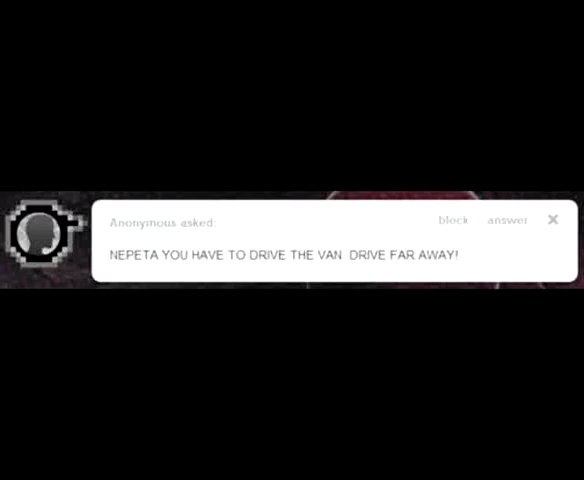 Anonymous asked:
block answer ×
NEPETA YOU HAVE TO DRIVE THE VAN  DRIVE FAR AWAY!